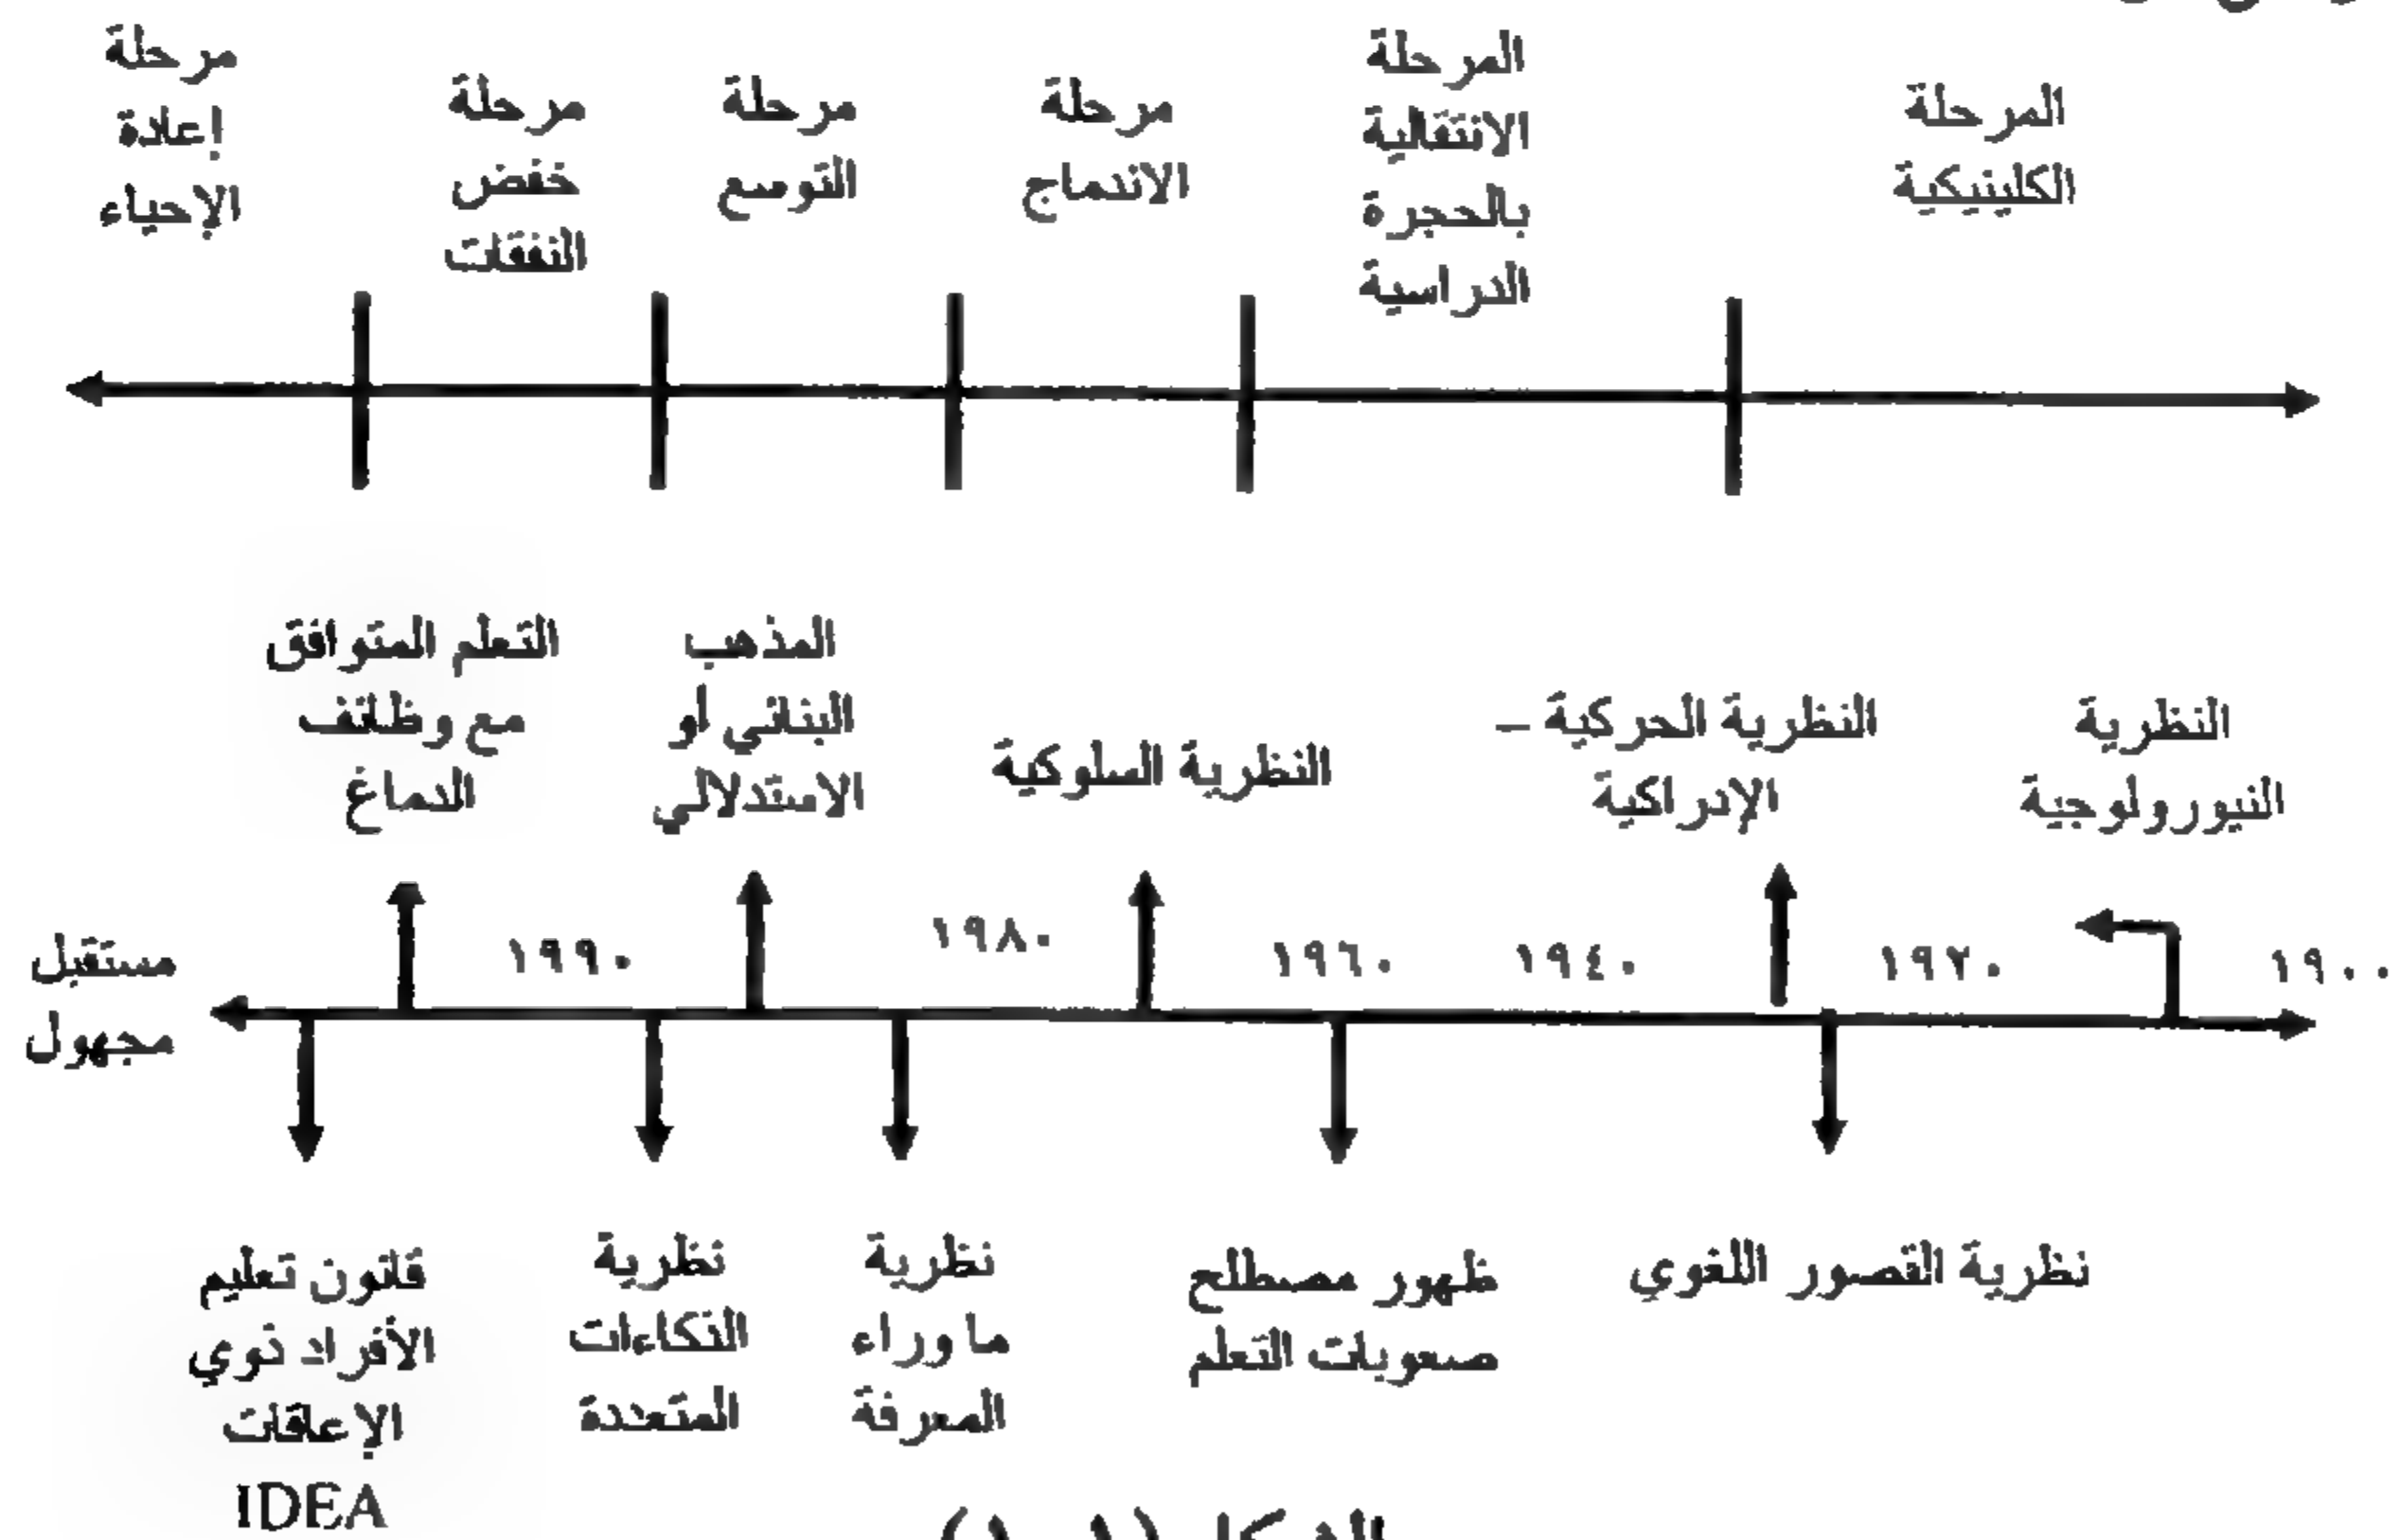 المرحلة
الكلينيكية
المرحلة
الانتقالية
بالحجرة
الدراسية
مرحلة
الاندماج
مرحلة
التوسع
مرحلة
خفض
النفقات
مرحلة
إعادة
الإحياء
النظرية
النيورولوجية
النظرية الحركية –
الإدراكية
النظرية السلوكية
المذهب
البنائي او
الاستدلالي
التعلم المتوافق
مع وظائف
الدماغ
١٩٠٠
١٩٢٠
١٩٤٠
١٩٦٠
١٩٨٠
١٩٩٠
مستقبل
مجهول
نظرية القصور اللغوي
ظهور مصطلح
صعوبات التعلم
نظرية
ما وراء
المعرفة
نظرية
الذكاءات
المتعددة
قانون تعليم
الأفراد ذوي
الإعاقات
IDEA